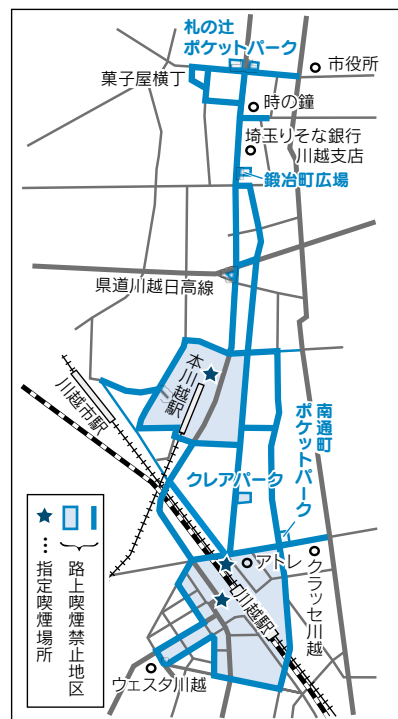 札の辻
ポケットパーク
市役所
菓子屋横丁
時の鐘
埼玉りそな銀行
川越支店
鍛冶町広場
県道川越日高線
本川越駅
川越市駅
南通町
ポケットパーク
クレアパーク
アトレ
クラッセ川越
川越駅
ウェスタ川越
路上喫煙禁止地区
★…指定喫煙場所